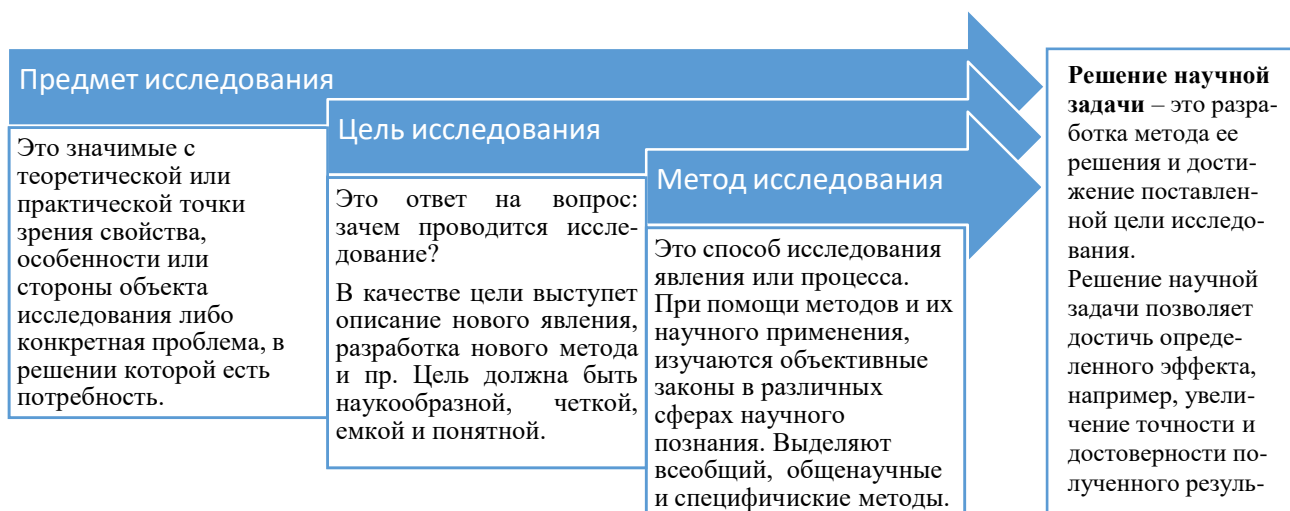 Предмет исследования
Это значимые с
теоретической или
практической точки
зрения свойства,
особенности или
стороны объекта
исследования либо
конкретная проблема, в
решении которой есть
потребность.
Цель исследования
Это ответ на вопрос:
зачем проводится иссле-
дование?
В качестве цели выступет
описание нового явления,
разработка нового метода
и пр. Цель должна быть
наукообразной, четкой,
емкой и понятной.
Метод исследования
Это способ исследования
явления или процесса.
При помощи методов и их
научного применения,
изучаются объективные
законы в различных
сферах научного
познания. Выделяют
всеобщий, общенаучные
и специфичиские методы.
Решение научной
задачи – это разра-
ботка метода ее
решения и дости-
жение поставлен-
ной цели исследо-
вания.
Решение научной
задачи позволяет
достичь опреде-
ленного эффекта,
например, увели-
чение точности и
достоверности по-
лученного резуль-